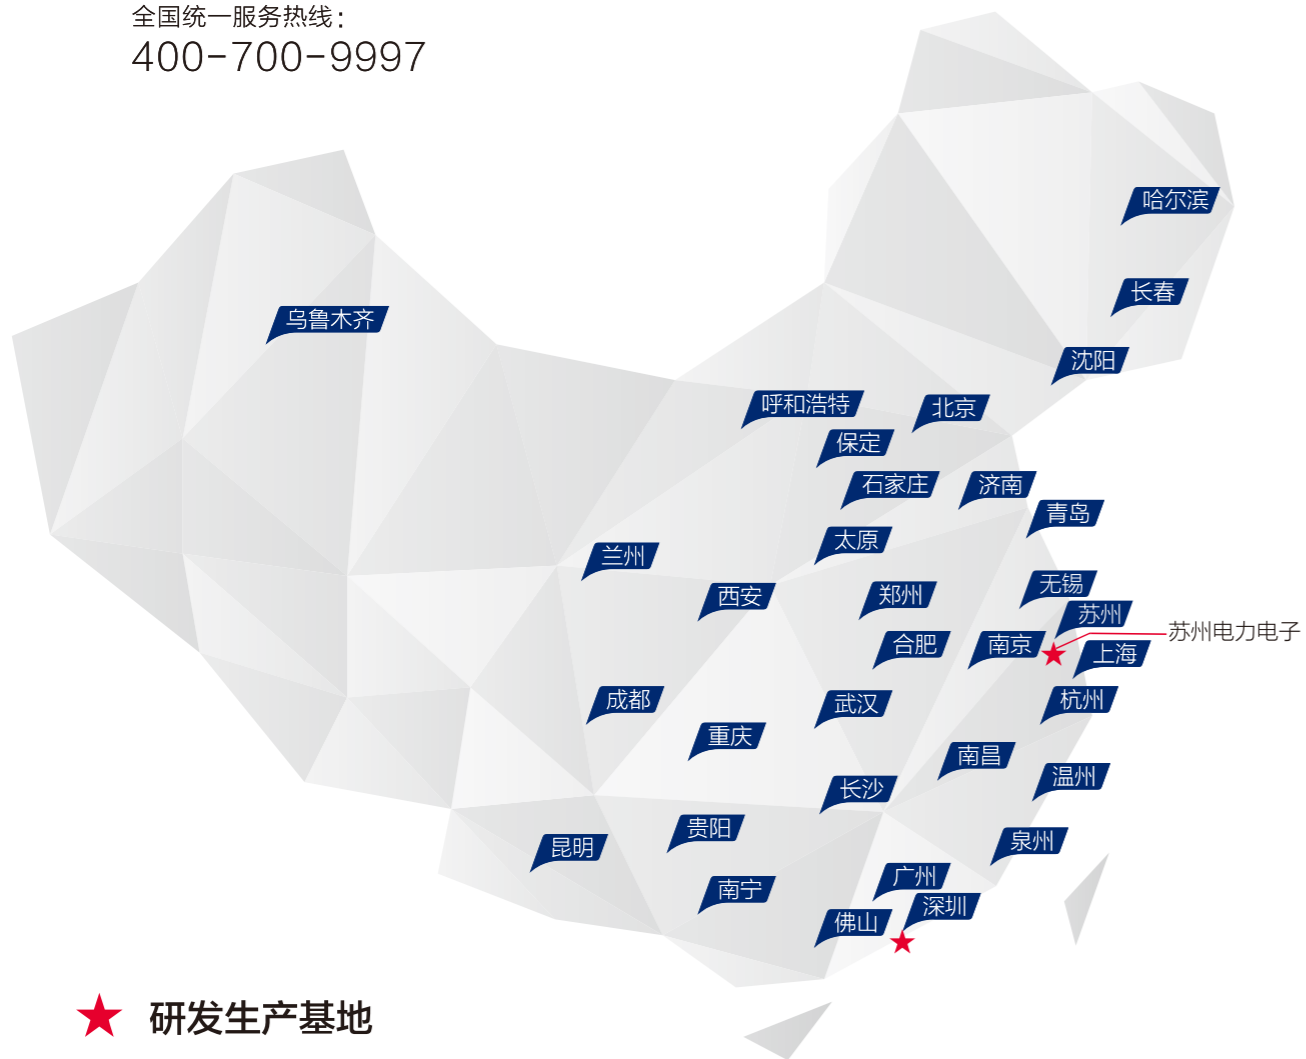 全国统一服务热线：
400-700-9997
哈尔滨
长春
乌鲁木齐
沈阳
呼和浩特
北京
保定
石家庄
济南
青岛
太原
兰州
无锡
西安
郑州
苏州
苏州电力电子
合肥
南京
上海
成都
武汉
杭州
重庆
南昌
温州
长沙
贵阳
泉州
昆明
广州
南宁
深圳
佛山
研发生产基地